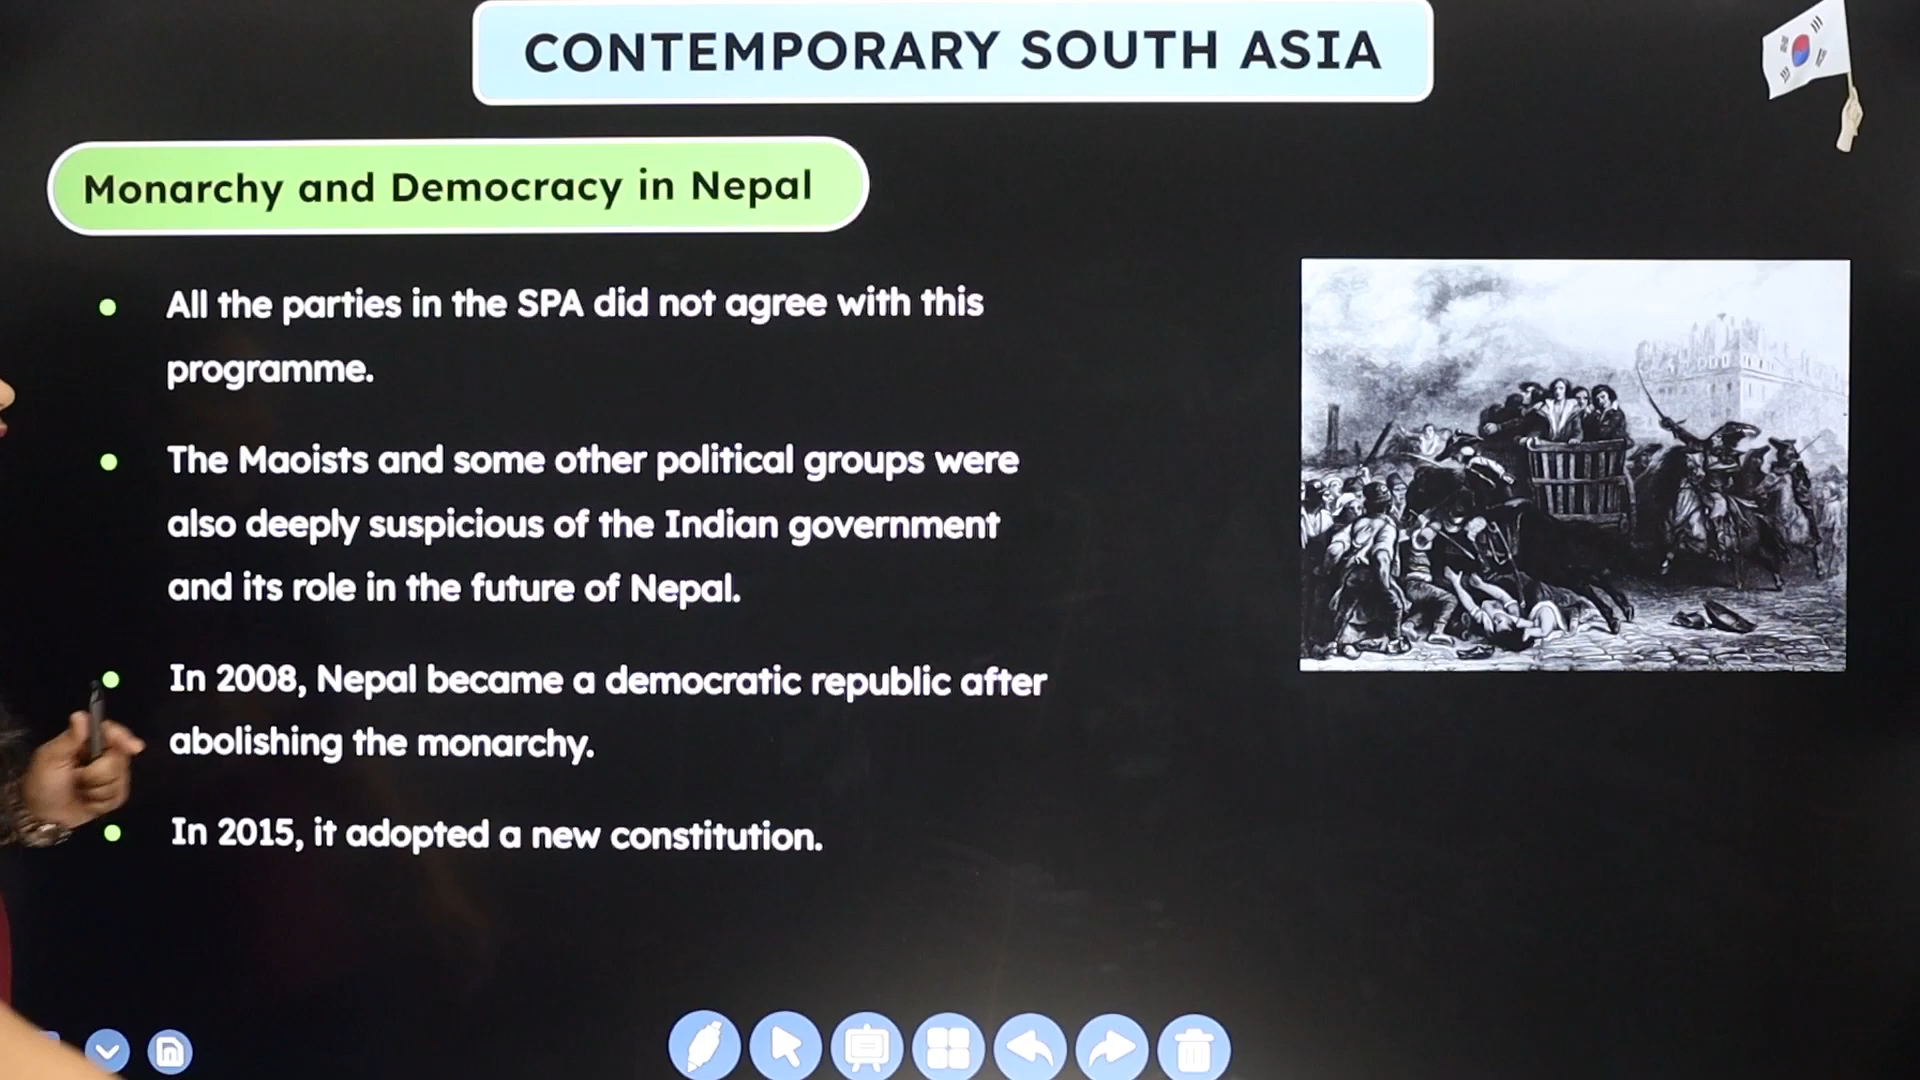 CONTEMPORARY SOUTH ASIA
Monarchy and Democracy in Nepal
All the parties in the SPA did not agree with this
programme.
The Maoists and some other political groups were
also deeply suspicious of the Indian government
and its role in the future of Nepal.
In 2008, Nepal became a democratic republic after
abolishing the monarchy.
In 2015, it adopted a new constitution.